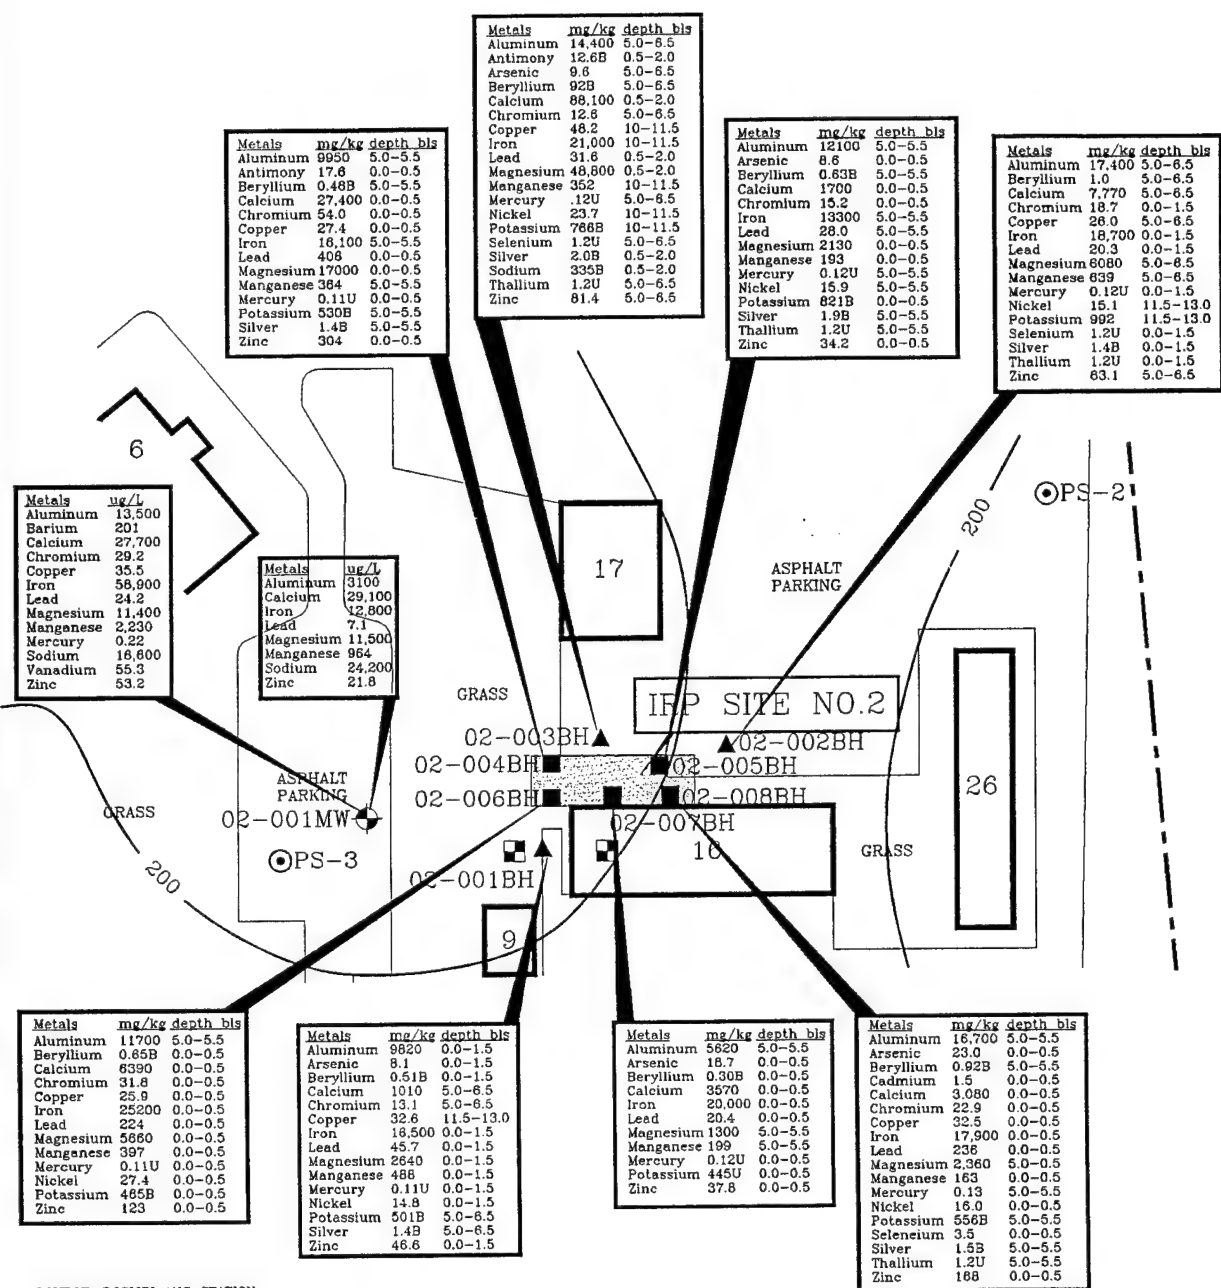 Metals mg/kg depth bls
Aluminum 14,400 5.0-6.5
Antimony 12.6B 0.5-2.0
Arsenic 9.6 5.0-6.5
Beryllium 92B 5.0-6.5
Calcium 88,100 0.5-2.0
Chromium 12.6 5.0-6.5
Copper 48.2 10-11.5
Iron 21,000 10-11.5
Lead 31.6 0.5-2.0
Magnesium 48,800 0.5-2.0
Manganese 352 10-11.5
Mercury .12U 5.0-6.5
Nickel 23.7 10-11.5
Potassium 766B 10-11.5
Selenium 1.2U 5.0-6.5
Silver 2.0B 0.5-2.0
Sodium 335B 0.5-2.0
Thallium 1.2U 5.0-6.5
Zinc 81.4 5.0-6.5
Metals mg/kg depth bls
Aluminum 9950 5.0-5.5
Antimony 17.6 0.0-0.5
Beryllium 0.48B 5.0-5.5
Calcium 27,400 0.0-0.5
Chromium 54.0 0.0-0.5
Copper 27.4 0.0-0.5
Iron 16,100 5.0-5.5
Lead 406 0.0-0.5
Magnesium 17000 0.0-0.5
Manganese 364 5.0-5.5
Mercury 0.11U 0.0-0.5
Potassium 530B 5.0-5.5
Silver 1.4B 5.0-5.5
Zinc 304 0.0-0.5
Metals mg/kg depth bls
Aluminum 12100 5.0-5.5
Arsenic 8.6 0.0-0.5
Beryllium 0.63B 5.0-5.5
Calcium 1700 0.0-0.5
Chromium 15.2 0.0-0.5
Iron 13300 5.0-5.5
Lead 28.0 5.0-5.5
Magnesium 2130 0.0-0.5
Manganese 193 0.0-0.5
Mercury 0.12U 5.0-5.5
Nickel 15.9 5.0-5.5
Potassium 821B 0.0-0.5
Silver 1.9B 5.0-5.5
Thallium 1.2U 5.0-5.5
Zinc 34.2 0.0-0.5
Metals mg/kg depth bls
Aluminum 17,400 5.0-6.5
Beryllium 1.0 5.0-6.5
Calcium 7,770 5.0-6.5
Chromium 18.7 0.0-1.5
Copper 26.0 5.0-6.5
Iron 18,700 0.0-1.5
Lead 20.3 0.0-1.5
Magnesium 6080 5.0-6.5
Manganese 639 5.0-6.5
Mercury 0.12U 0.0-1.5
Nickel 15.1 11.5-13.0
Potassium 992 11.5-13.0
Selenium 1.2U 0.0-1.5
Silver 1.4B 0.0-1.5
Thallium 1.2U 0.0-1.5
Zinc 63.1 5.0-6.5
6
Metals ug/L
Aluminum 13,500
Barium 201
Calcium 27,700
Chromium 29.2
Copper 35.5
Iron 58,900
Lead 24.2
Magnesium 11,400
Manganese 2,230
Mercury 0.22
Sodium 16,600
Vanadium 55.3
Zinc 53.2
Metals ug/L
Aluminum 3100
Calcium 29,100
Iron 12,800
Lead 7.1
Magnesium 11,500
Manganese 964
Sodium 24,200
Zinc 21.8
17
ASPHALT
PARKING
200
PS-2
GRASS
IRP SITE NO.2
02-003BH
02-002BH
02-004BH
02-005BH
26
ASPHALT
PARKING
02-006BH
02-008BH
GRASS
02-001MW
02-007BH
16
GRASS
PS-3
200
02-001BH
9
Metals mg/kg depth bls
Aluminum 11700 5.0-5.5
Beryllium 0.65B 0.0-0.5
Calcium 6390 0.0-0.5
Chromium 31.8 0.0-0.5
Copper 25.9 0.0-0.5
Iron 25200 0.0-0.5
Lead 224 0.0-0.5
Magnesium 5660 0.0-0.5
Manganese 397 0.0-0.5
Mercury 0.11U 0.0-0.5
Nickel 27.4 0.0-0.5
Potassium 465B 0.0-0.5
Zinc 123 0.0-0.5
Metals mg/kg depth bls
Aluminum 9820 0.0-1.5
Arsenic 8.1 0.0-1.5
Beryllium 0.51B 0.0-1.5
Calcium 1010 5.0-6.5
Chromium 13.1 5.0-6.5
Copper 32.6 11.5-13.0
Iron 16,500 0.0-1.5
Lead 45.7 0.0-1.5
Magnesium 2640 0.0-1.5
Manganese 488 0.0-1.5
Mercury 0.11U 0.0-1.5
Nickel 14.8 0.0-1.5
Potassium 501B 5.0-6.5
Silver 1.4B 5.0-6.5
Zinc 46.6 0.0-1.5
Metals mg/kg depth bls
Aluminum 5620 5.0-5.5
Arsenic 18.7 0.0-0.5
Beryllium 0.30B 0.0-0.5
Calcium 3570 0.0-0.5
Iron 20,000 0.0-0.5
Lead 20.4 0.0-0.5
Magnesium 1300 5.0-5.5
Manganese 199 5.0-5.5
Mercury 0.12U 0.0-0.5
Potassium 445U 0.0-0.5
Zinc 37.8 0.0-0.5
Metals mg/kg depth bls
Aluminum 16,700 5.0-5.5
Arsenic 23.0 0.0-0.5
Beryllium 0.92B 5.0-5.5
Cadmium 1.5 0.0-0.5
Calcium 3,080 0.0-0.5
Chromium 22.9 0.0-0.5
Copper 32.5 0.0-0.5
Iron 17,900 0.0-0.5
Lead 236 0.0-0.5
Magnesium 2,360 5.0-0.5
Manganese 163 0.0-0.5
Mercury 0.13 5.0-5.5
Nickel 16.0 0.0-0.5
Potassium 556B 5.0-5.5
Seleneium 3.5 0.0-0.5
Silver 1.5B 5.0-5.5
Thallium 1.2U 5.0-5.5
Zinc 168 0.0-0.5